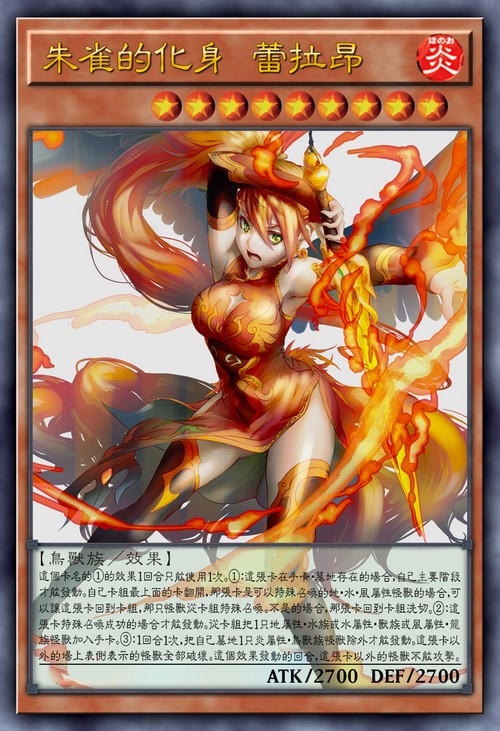 朱雀的化身 蕾拉昂
ほのお
炎
【鳥獸族／效果】
這個卡名的①的效果1回合只能使用1次。①:這張卡在手卡·墓地存在的場合,自己主要階段
才能發動。自己卡組最上面的卡翻開,那張卡是可以特殊召喚的地·水·風屬性怪獸的場合,可
以讓這張卡回到卡組,那隻怪獸從卡組特殊召喚。不是的場合,那張卡回到卡組洗切。②:這
張卡特殊召喚成功的場合才能發動。從卡組把1只地屬性·水族或水屬性·獸族或風屬性·龍
族怪獸加入手卡。③:1回合1次,把自己墓地1只炎屬性·鳥獸族怪獸除外才能發動。這張卡以
外的場上表側表示的怪獸全部破壞。這個效果發動的回合,這張卡以外的怪獸不能攻擊。
ATK/2700 DEF/2700